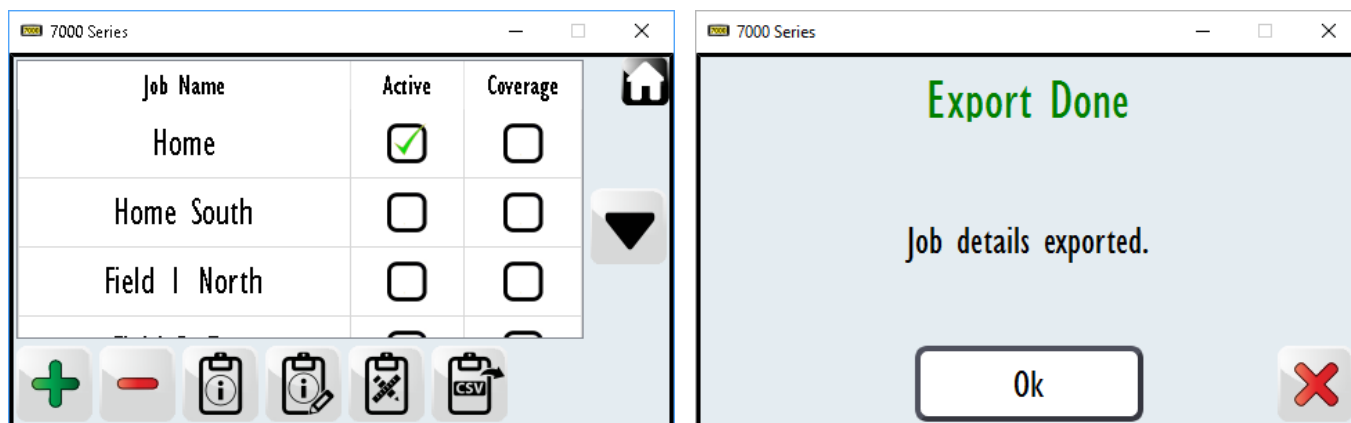 7000 Series
Job Name Active Coverage
Home
Home South
Field 1 North
CSV
7000 Series
Export Done
Job details exported.
Ok